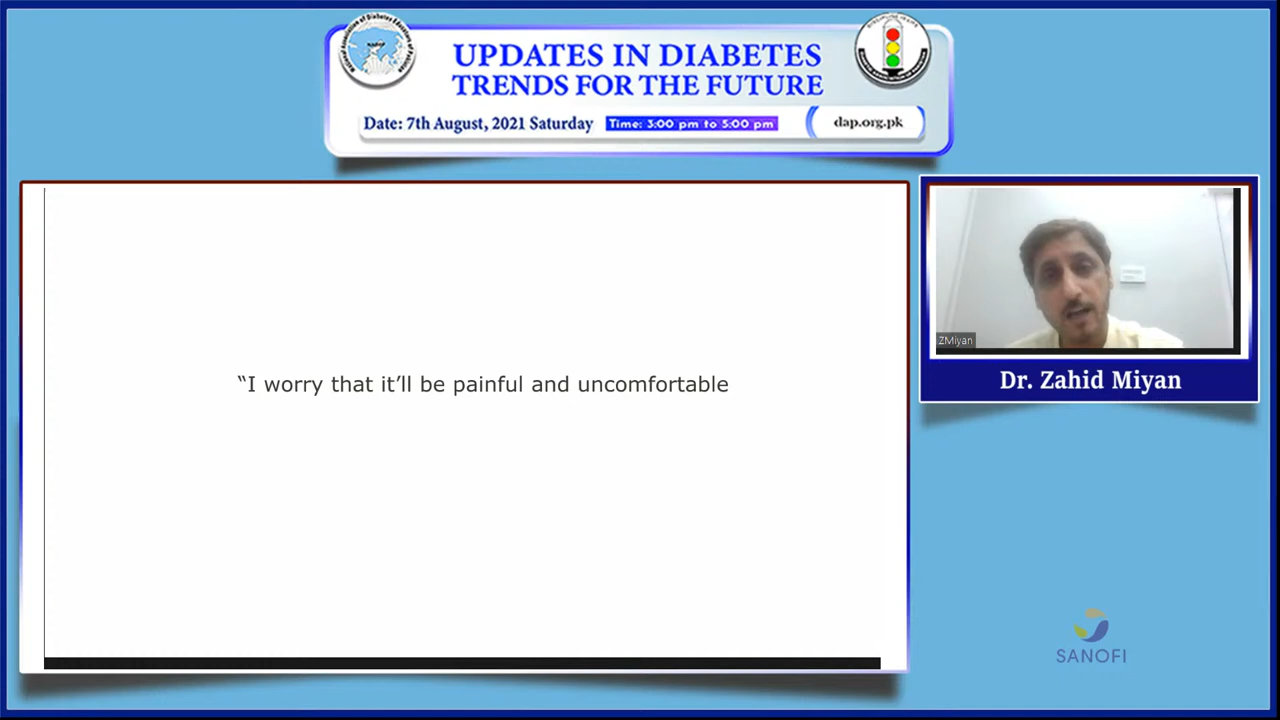 UPDATES IN DIABETES
TRENDS FOR THE FUTURE
Date: 7th August, 2021 Saturday
Time: 3:00 pm to 5:00 pm
dap.org.pk
“I worry that it’ll be painful and uncomfortable
ZMiyan
Dr. Zahid Miyan
SANOFI